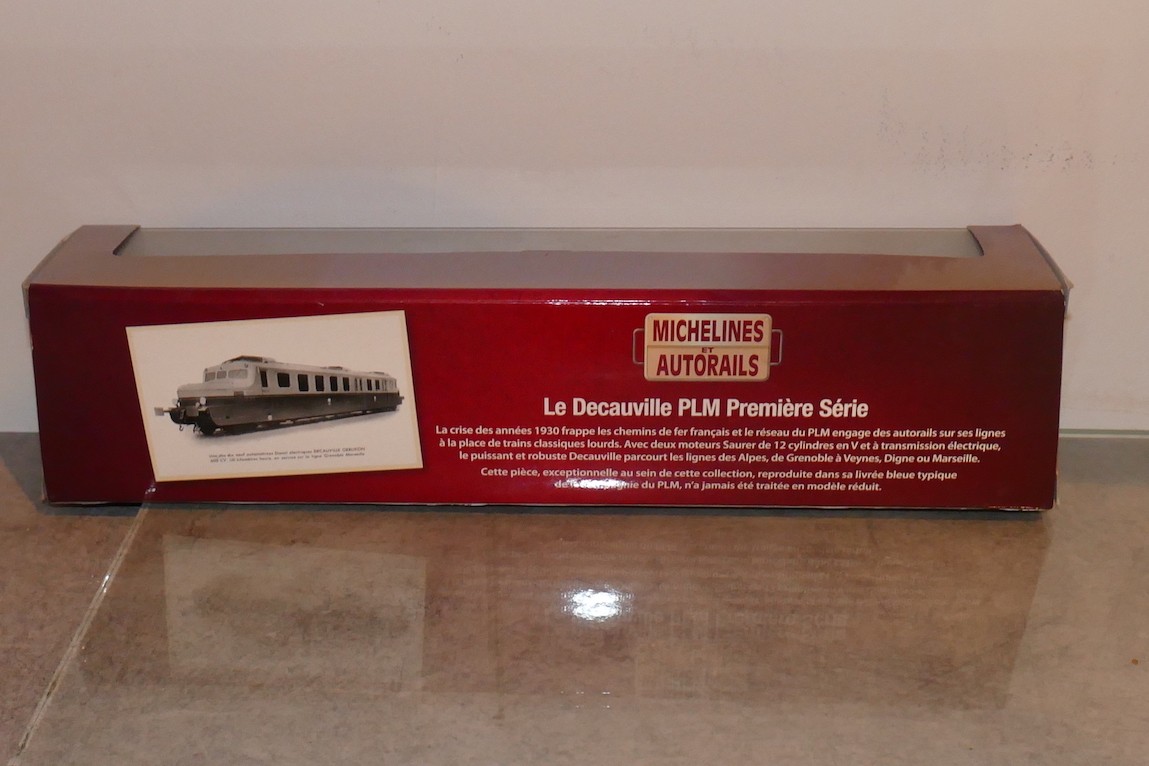 MICHELINES
ET
AUTORAILS
Le Decauville PLM Première Série
La crise des années 1930 frappe les chemins de fer français et le réseau du PLM engage des autorails sur ses lignes
à la place de trains classiques lourds. Avec deux moteurs Saurer de 12 cylindres en V et à transmission électrique,
le puissant et robuste Decauville parcourt les lignes des Alpes, de Grenoble à Veynes, Digne ou Marseille.
Cette pièce, exceptionnelle au sein de cette collection, reproduite dans sa livrée bleue typique
du PLM, n'a jamais été traitée en modèle réduit.